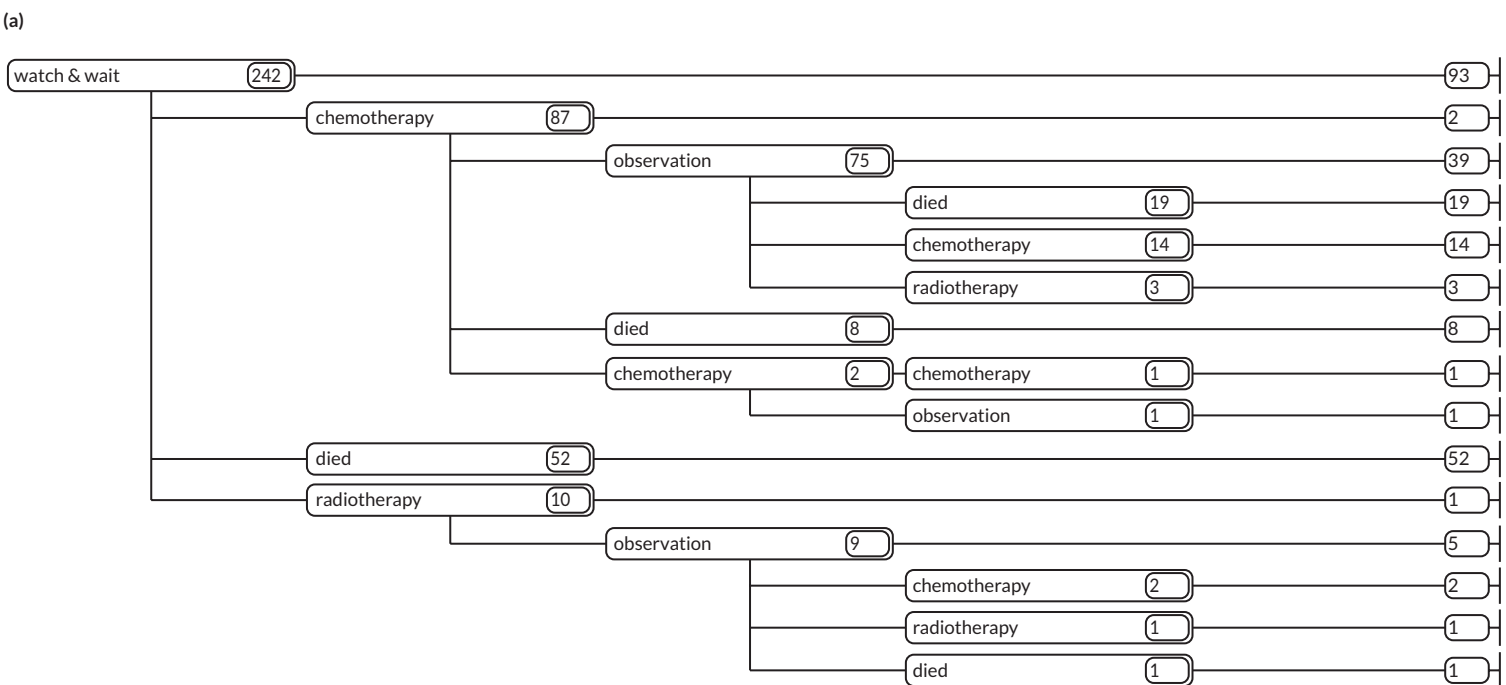 (a)
watch & wait 242 93
chemotherapy 87 2
observation 75 39
died 19 19
chemotherapy 14 14
radiotherapy 3 3
died 8 8
chemotherapy 2 chemotherapy 1 1
observation 1 1
died 52 52
radiotherapy 10 1
observation 9 5
chemotherapy 2 2
radiotherapy 1 1
died 1 1